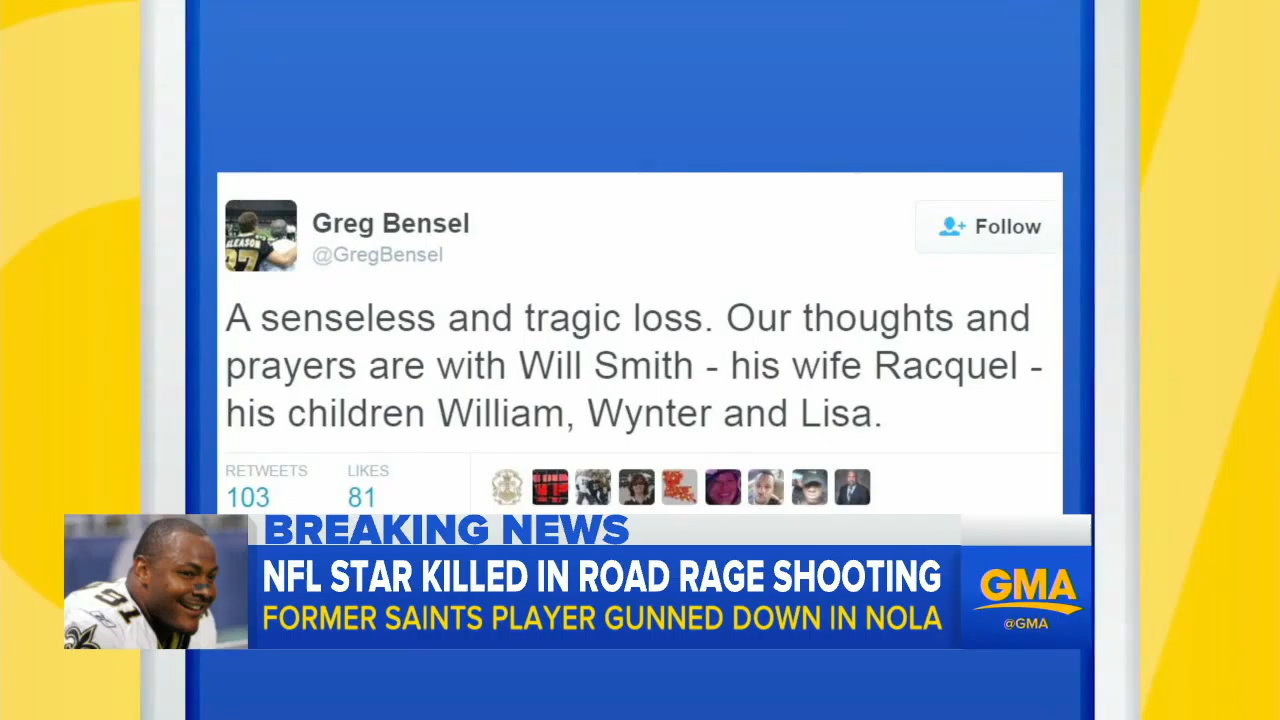 Greg Bensel
@GregBensel
Follow
A senseless and tragic loss. Our thoughts and
prayers are with Will Smith - his wife Racquel -
his children William, Wynter and Lisa.
RETWEETS LIKES
103 81
BREAKING NEWS
NFL STAR KILLED IN ROAD RAGE SHOOTING
FORMER SAINTS PLAYER GUNNED DOWN IN NOLA
GMA
@GMA
91